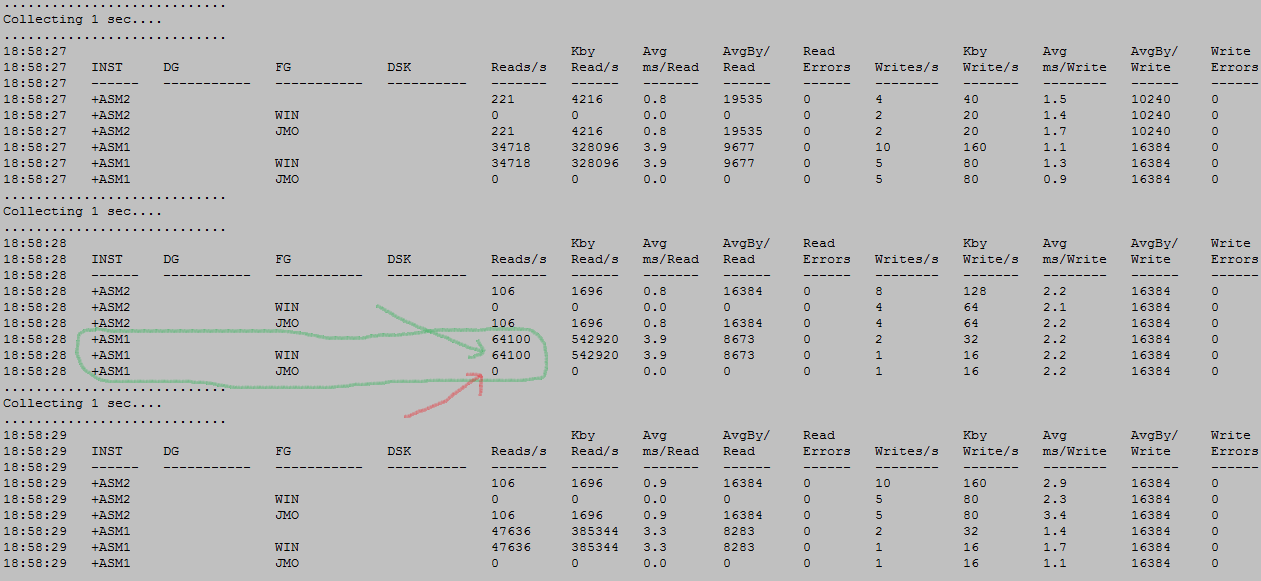 ............................
Collecting 1 sec....
............................
18:58:27 Kby Avg AvgBy/ Read Kby Avg AvgBy/ Write
18:58:27 INST DG FG DSK Reads/s Read/s ms/Read Read Errors Writes/s Write/s ms/Write Write Errors
18:58:27 ------ ----------- ----------- ---------- ------- ------ ------- ------ ------ -------- ------- -------- ------ ------
18:58:27 +ASM2 221 4216 0.8 19535 0 4 40 1.5 10240 0
18:58:27 +ASM2 WIN 0 0 0.0 0 0 2 20 1.4 10240 0
18:58:27 +ASM2 JMO 221 4216 0.8 19535 0 2 20 1.7 10240 0
18:58:27 +ASM1 34718 328096 3.9 9677 0 10 160 1.1 16384 0
18:58:27 +ASM1 WIN 34718 328096 3.9 9677 0 5 80 1.3 16384 0
18:58:27 +ASM1 JMO 0 0 0.0 0 0 5 80 0.9 16384 0
............................
Collecting 1 sec....
............................
18:58:28 Kby Avg AvgBy/ Read Kby Avg AvgBy/ Write
18:58:28 INST DG FG DSK Reads/s Read/s ms/Read Read Errors Writes/s Write/s ms/Write Write Errors
18:58:28 ------ ----------- ----------- ---------- ------- ------ ------- ------ ------ -------- ------- -------- ------ ------
18:58:28 +ASM2 106 1696 0.8 16384 0 8 128 2.2 16384 0
18:58:28 +ASM2 WIN 0 0 0.0 0 0 4 64 2.1 16384 0
18:58:28 +ASM2 JMO 106 1696 0.8 16384 0 4 64 2.2 16384 0
18:58:28 +ASM1 64100 542920 3.9 8673 0 2 32 2.2 16384 0
18:58:28 +ASM1 WIN 64100 542920 3.9 8673 0 1 16 2.2 16384 0
18:58:28 +ASM1 JMO 0 0 0.0 0 0 1 16 2.2 16384 0
............................
Collecting 1 sec....
............................
18:58:29 Kby Avg AvgBy/ Read Kby Avg AvgBy/ Write
18:58:29 INST DG FG DSK Reads/s Read/s ms/Read Read Errors Writes/s Write/s ms/Write Write Errors
18:58:29 ------ ----------- ----------- ---------- ------- ------ ------- ------ ------ -------- ------- -------- ------ ------
18:58:29 +ASM2 106 1696 0.9 16384 0 10 160 2.9 16384 0
18:58:29 +ASM2 WIN 0 0 0.0 0 0 5 80 2.3 16384 0
18:58:29 +ASM2 JMO 106 1696 0.9 16384 0 5 80 3.4 16384 0
18:58:29 +ASM1 47636 385344 3.3 8283 0 2 32 1.4 16384 0
18:58:29 +ASM1 WIN 47636 385344 3.3 8283 0 1 16 1.7 16384 0
18:58:29 +ASM1 JMO 0 0 0.0 0 0 1 16 1.1 16384 0